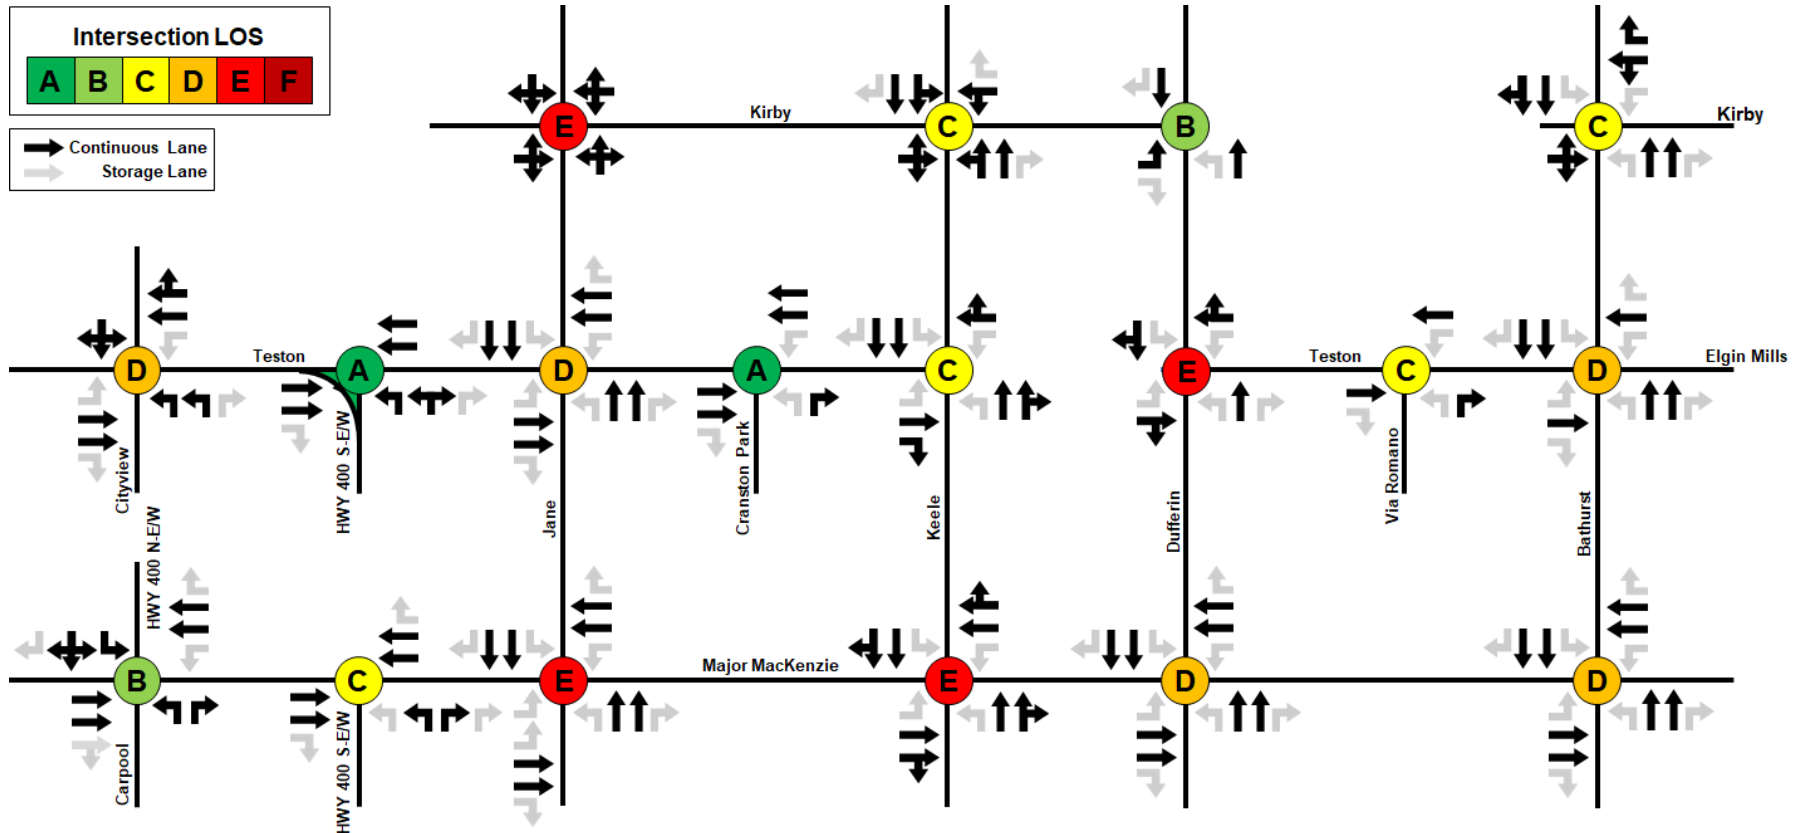 Intersection LOS
A B C D E F
Continuous Lane
Storage Lane
E
Kirby
C
B
C
Kirby
D
Teston
A
D
A
C
E
Teston
C
D
Elgin Mills
Cityview
HWY 400 S-E/W
Jane
Cranston Park
Keele
Dufferin
Via Romano
Bathurst
HWY 400 N-E/W
B
C
E
Major MacKenzie
E
D
D
Carpool
HWY 400 S-E/W